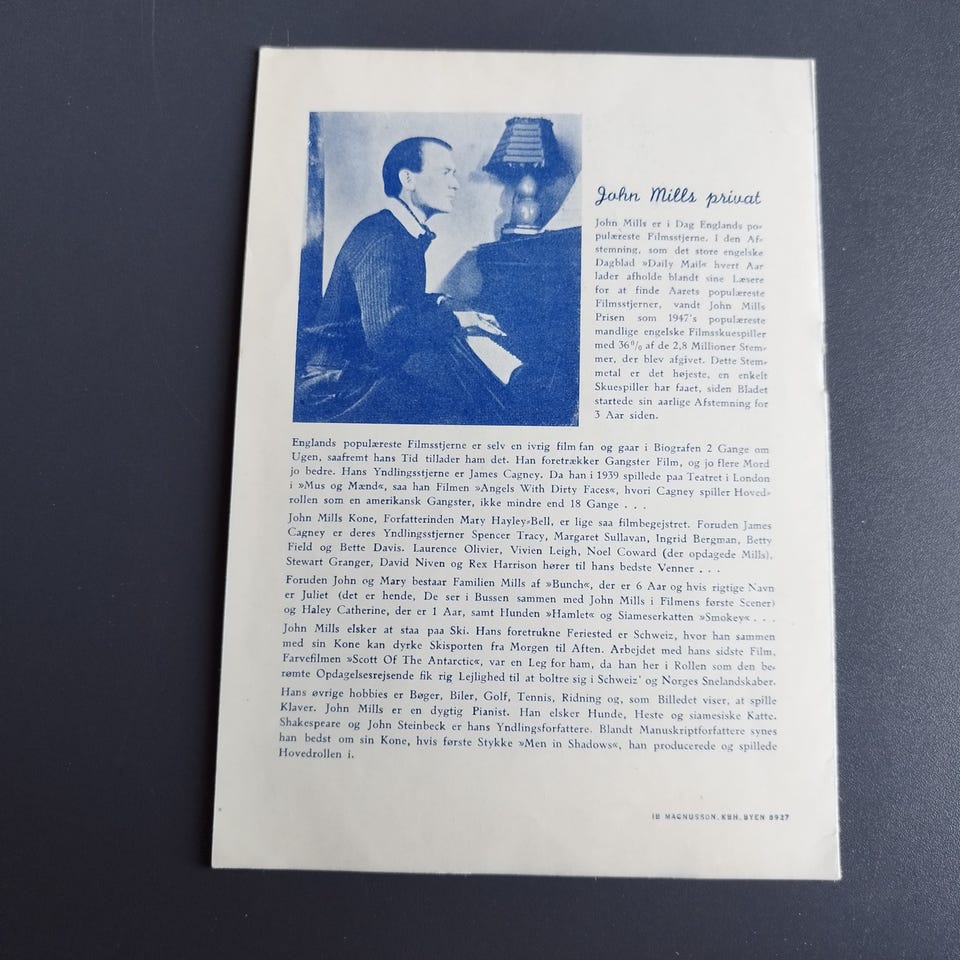 John Mills privat
John Mills er i Dag Englands po-
pulæreste Filmsstjerne. I den Af-
stemning, som det store engelske
Dagblad »Daily Mail« hvert Aar
lader afholde blandt sine Læsere
for at finde Aarets populæreste
Filmsstjerner, vandt John Mills
Prisen som 1947's populæreste
mandlige engelske Filmsskuespiller
med 36% af de 2,8 Millioner Stem-
mer, der blev afgivet. Dette Stem-
metal er det højeste, en enkelt
Skuespiller har faaet, siden Bladet
startede sin aarlige Afstemning for
3 Aar siden.
Englands populæreste Filmsstjerne er selv en ivrig film fan og gaar i Biografen 2 Gange om
Ugen, saafremt hans Tid tillader ham det. Han foretrækker Gangster Film, og jo flere Mord
jo bedre. Hans Yndlingsstjerne er James Cagney. Da han i 1939 spillede paa Teatret i London
i »Mus og Mænd«, saa han Filmen »Angels With Dirty Faces«, hvori Cagney spiller Hoved-
rollen som en amerikansk Gangster, ikke mindre end 18 Gange . . .
John Mills Kone, Forfatterinden Mary Hayley-Bell, er lige saa filmbegejstret. Foruden James
Cagney er deres Yndlingsstjerner Spencer Tracy, Margaret Sullavan, Ingrid Bergman, Betty
Field og Bette Davis. Laurence Olivier, Vivien Leigh, Noel Coward (der opdagede Mills),
Stewart Granger, David Niven og Rex Harrison hører til hans bedste Venner . . .
Foruden John og Mary bestaar Familien Mills af »Bunch«, der er 6 Aar og hvis rigtige Navn
er Juliet (det er hende, De ser i Bussen sammen med John Mills i Filmens første Scener)
og Haley Catherine, der er 1 Aar, samt Hunden »Hamlet« og Siameserkatten »Smokey« . . .
John Mills elsker at staa paa Ski. Hans foretrukne Feriested er Schweiz, hvor han sammen
med sin Kone kan dyrke Skisporten fra Morgen til Aften. Arbejdet med hans sidste Film,
Farvefilmen »Scott Of The Antarctic«, var en Leg for ham, da han her i Rollen som den be-
rømte Opdagelsesrejsende fik rig Lejlighed til at boltre sig i Schweiz' og Norges Snelandskaber.
Hans øvrige hobbies er Bøger, Biler, Golf, Tennis, Ridning og, som Billedet viser, at spille
Klaver. John Mills er en dygtig Pianist. Han elsker Hunde, Heste og siamesiske Katte.
Shakespeare og John Steinbeck er hans Yndlingsforfattere. Blandt Manuskriptforfattere synes
han bedst om sin Kone, hvis første Stykke »Men in Shadows«, han producerede og spillede
Hovedrollen i.
IB MAGNUSSON, KBH. BYEN 8927